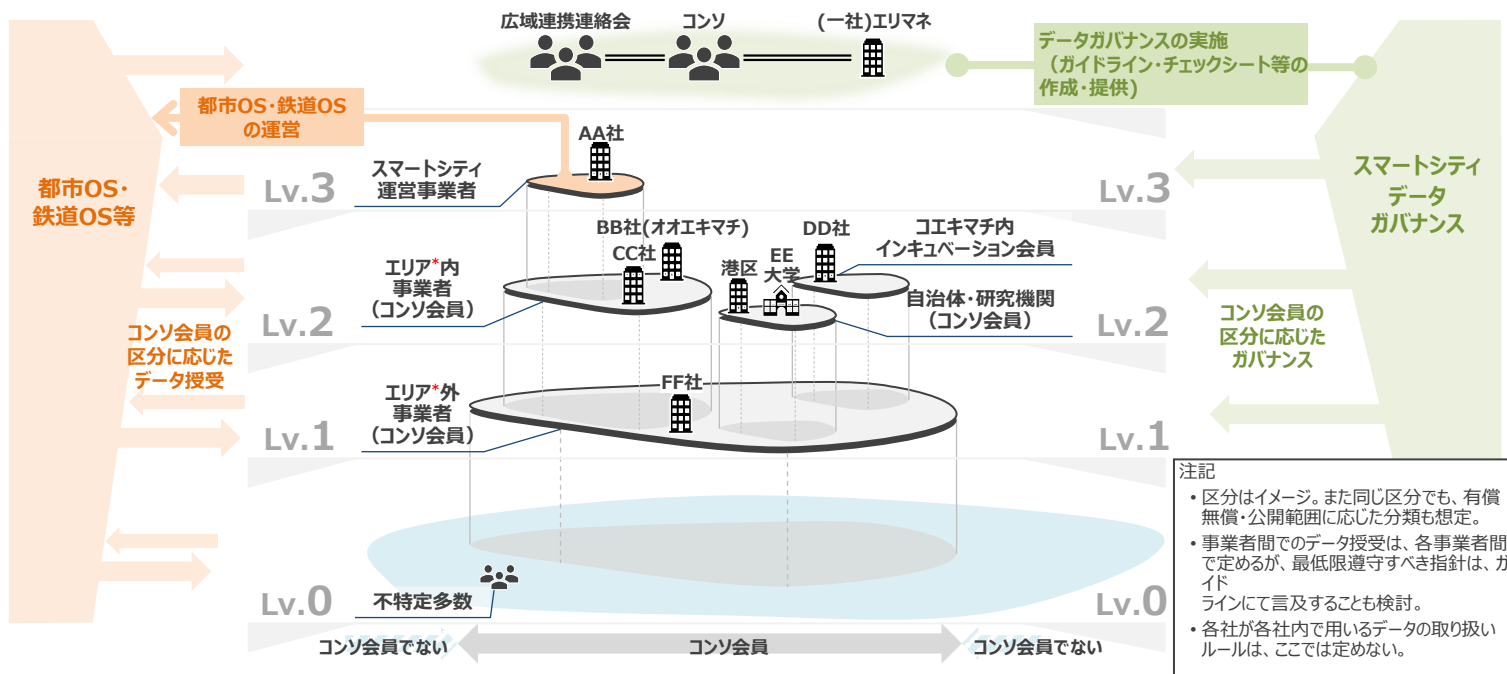 広域連携連絡会
コンソ
(一社)エリマネ
データガバナンスの実施
(ガイドライン・チェックシート等の
作成・提供)
都市OS・鉄道OS
の運営
AA社
都市OS・
鉄道OS等
Lv.3
スマートシティ
運営事業者
Lv.3
スマートシティ
データ
ガバナンス
BB社(オオエキマチ)
CC社
DD社
コエキマチ内
インキュベーション会員
港区
EE
大学
エリア*内
事業者
(コンソ会員)
自治体・研究機関
(コンソ会員)
Lv.2
Lv.2
コンソ会員の
区分に応じた
データ授受
コンソ会員の
区分に応じた
ガバナンス
エリア*外
事業者
(コンソ会員)
FF社
Lv.1
Lv.1
注記
• 区分はイメージ。また同じ区分でも、有償
無償・公開範囲に応じた分類も想定。
• 事業者間でのデータ授受は、各事業者間
で定めるが、最低限遵守すべき指針は、ガ
イド
ラインにて言及することも検討。
• 各社が各社内で用いるデータの取り扱い
ルールは、ここでは定めない。
Lv.0
不特定多数
Lv.0
コンソ会員でない
コンソ会員
コンソ会員でない